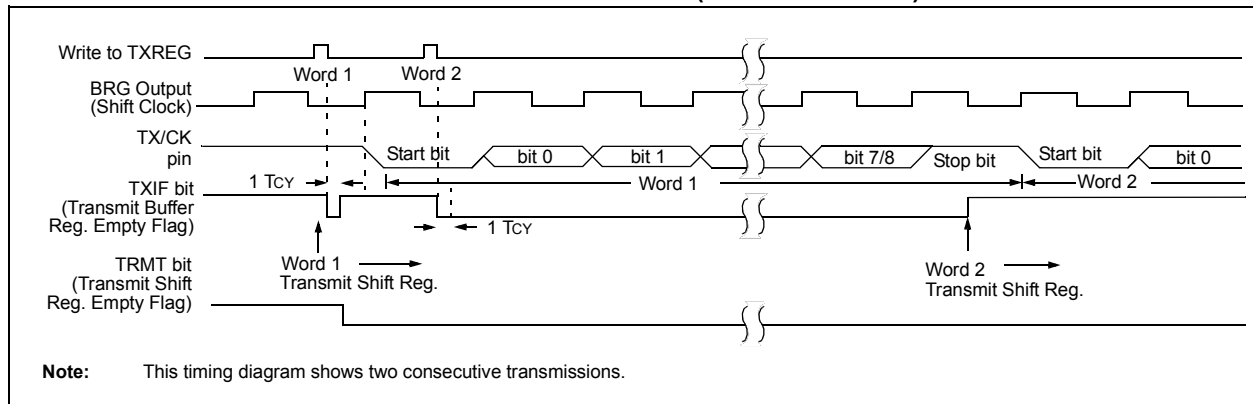 Write to TXREG
Word 1 Word 2
BRG Output
(Shift Clock)
TX/CK
pin
Start bit bit 0 bit 1 bit 7/8 Stop bit Start bit bit 0
1 TCY Word 1 Word 2
TXIF bit
(Transmit Buffer
Reg. Empty Flag)
1 TCY
TRMT bit
(Transmit Shift
Reg. Empty Flag)
Word 1
Transmit Shift Reg.
Word 2
Transmit Shift Reg.
Note: This timing diagram shows two consecutive transmissions.